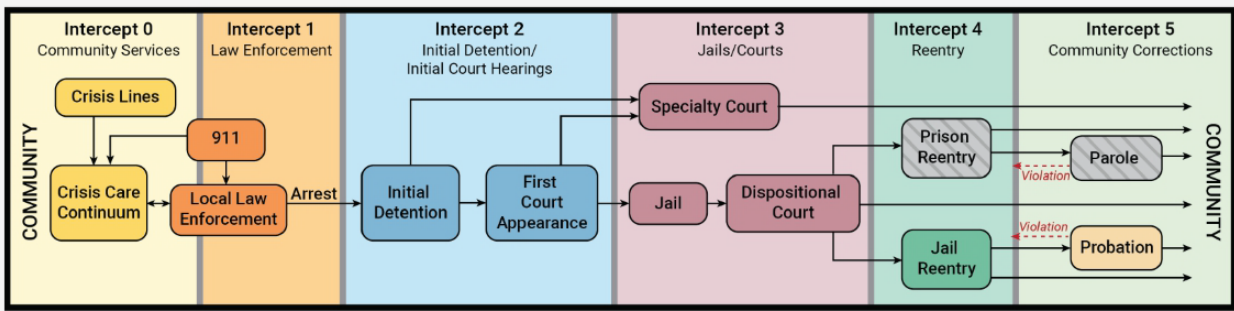 Intercept 0
Community Services
Intercept 1
Law Enforcement
Intercept 2
Initial Detention/
Initial Court Hearings
Intercept 3
Jails/Courts
Intercept 4
Reentry
Intercept 5
Community Corrections
COMMUNITY
Crisis Lines
911
Crisis Care
Continuum
Local Law
Enforcement
Arrest
Initial
Detention
First
Court
Appearance
Specialty Court
Jail
Dispositional
Court
Prison
Reentry
Parole
Violation
Jail
Reentry
Violation
Probation
COMMUNITY